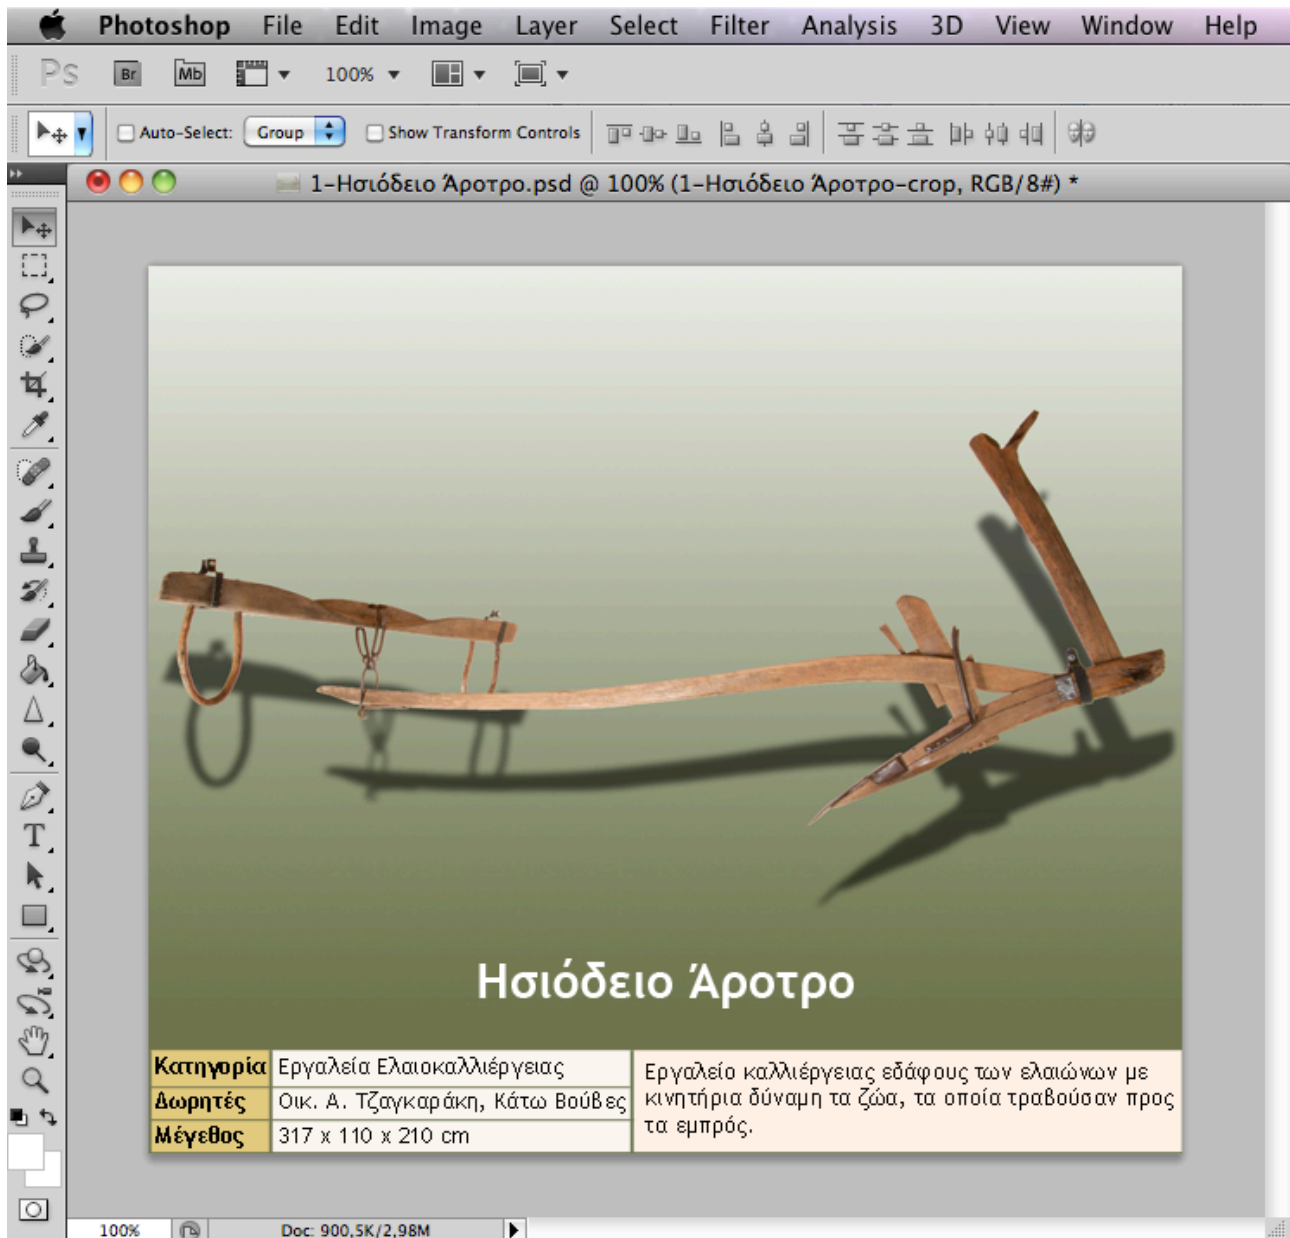 Photoshop File Edit Image Layer Select Filter Analysis 3D View Window Help
Ps Br Mb 100%
Auto-Select: Group Show Transform Controls
1-Ησιόδειο Άροτρο.psd @ 100% (1-Ησιόδειο Άροτρο-crop, RGB/8#) *
T
Ησιόδειο Άροτρο
Κατηγορία Εργαλεία Ελαιοκαλλιέργειας
Δωρητές Οικ. Α. Τζαγκαράκη, Κάτω Βούβες
Μέγεθος 317 x 110 x 210 cm
Εργαλείο καλλιέργειας εδάφους των ελαιώνων με
κινητήρια δύναμη τα ζώα, τα οποία τραβούσαν προς
τα εμπρός.
100% Doc: 900,5K/2,98M